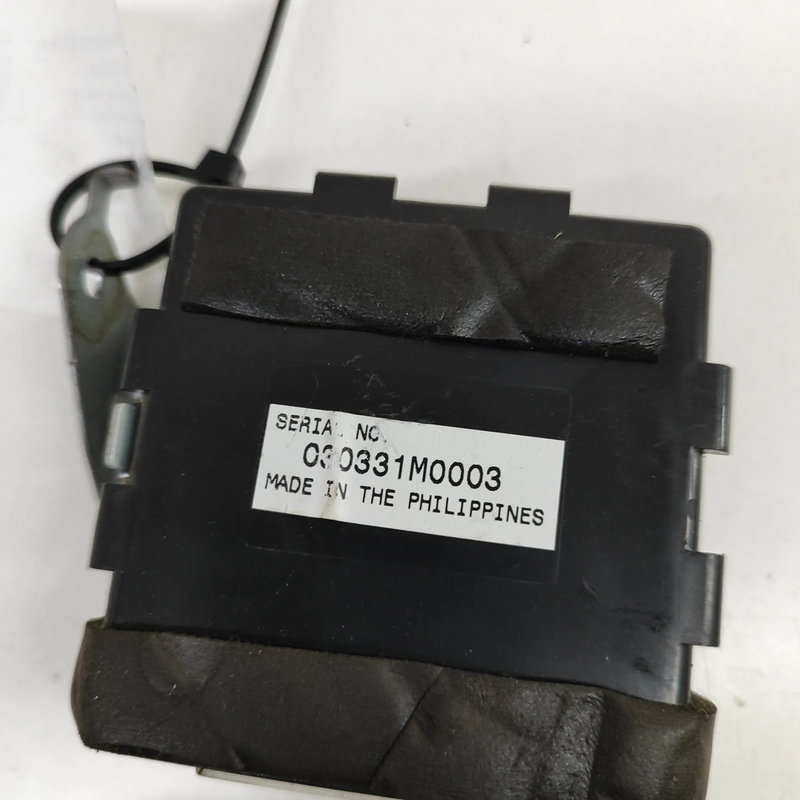 SERIAL NO.
030331M0003
MADE IN THE PHILIPPINES